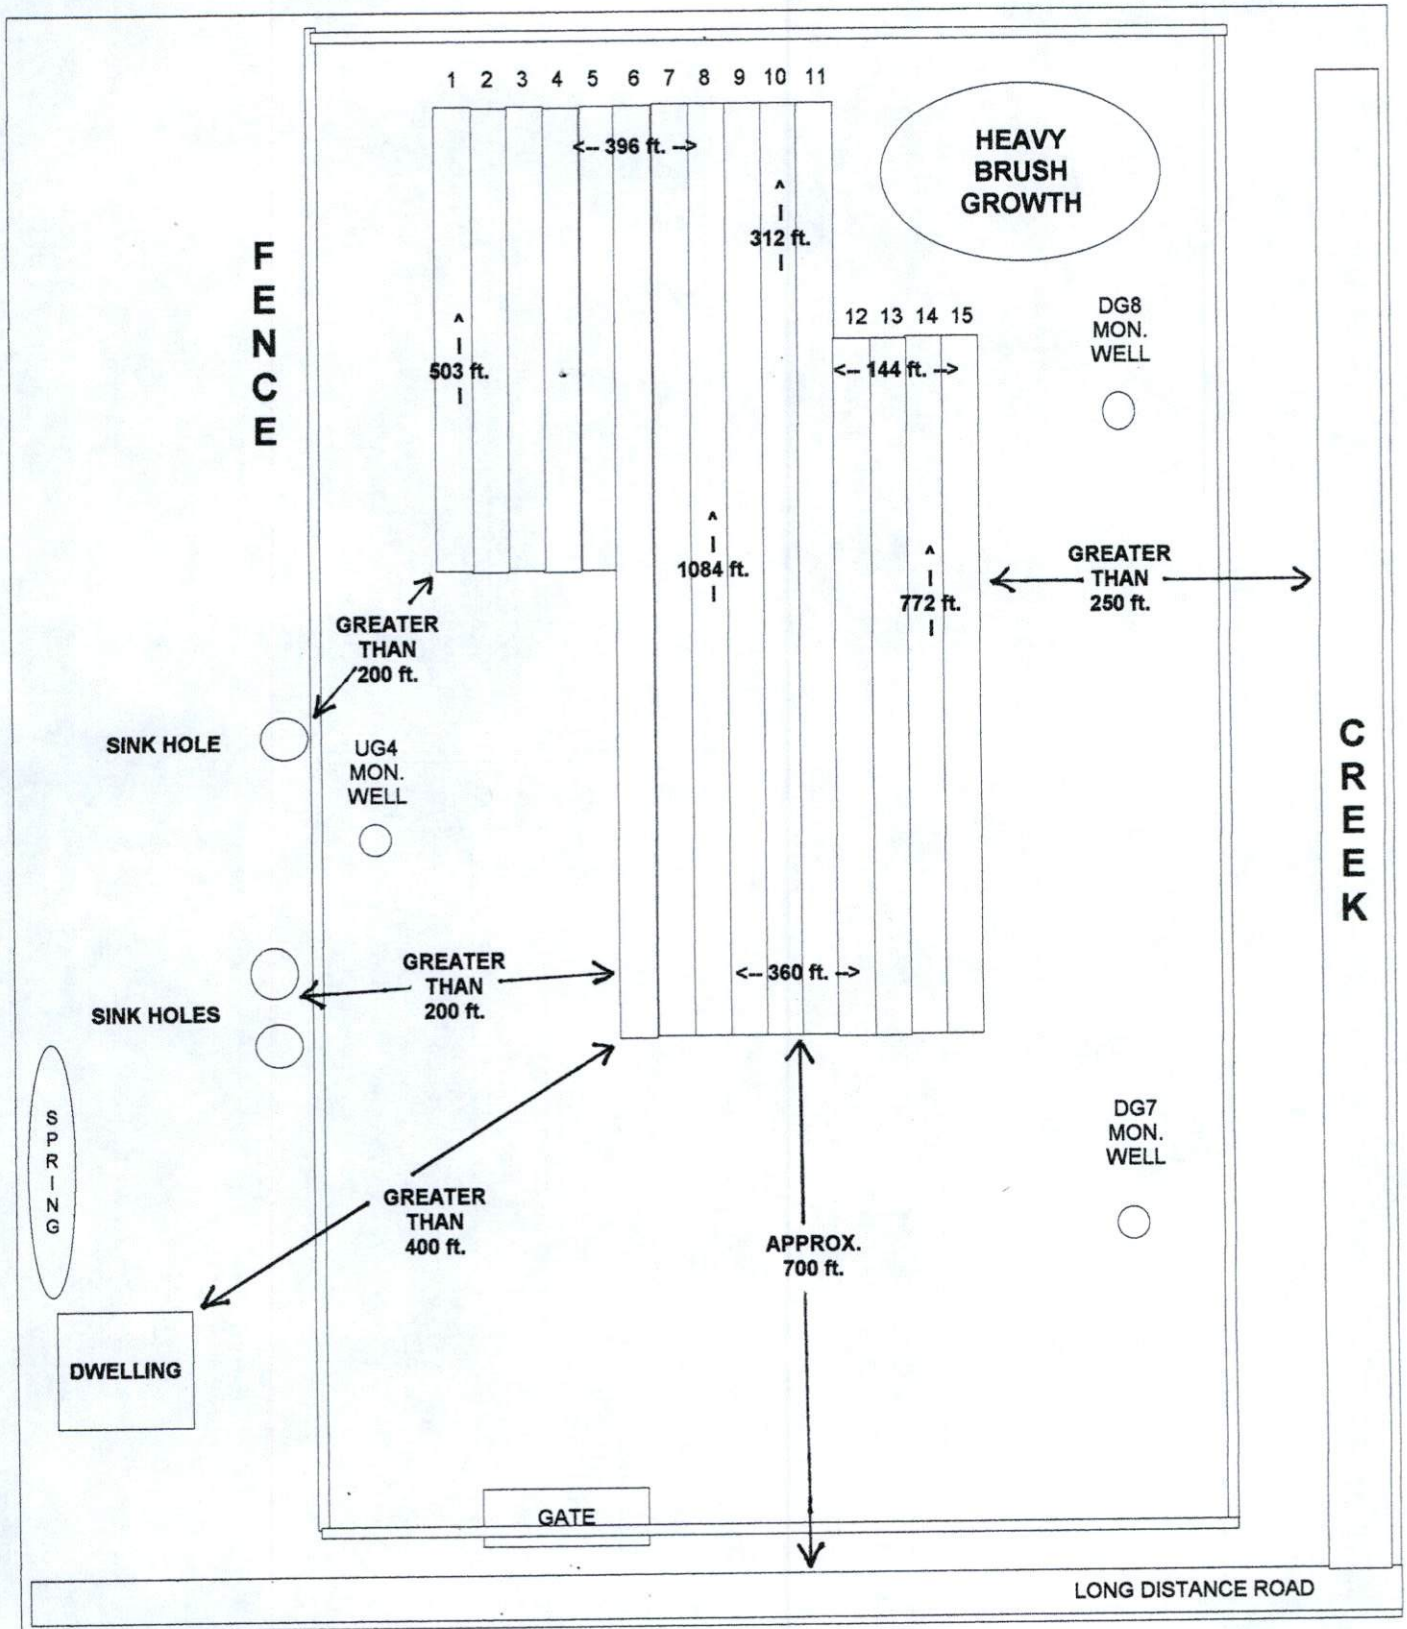 1 2 3 4 5 6 7 8 9 10 11
<-- 396 ft. -->
HEAVY
BRUSH
GROWTH
^
|
312 ft.
|
F
E
N
C
E
DG8
MON.
WELL
12 13 14 15
<-- 144 ft. -->
^
|
503 ft.
|
^
|
1084 ft.
|
^
|
772 ft.
|
GREATER
THAN
250 ft.
GREATER
THAN
200 ft.
SINK HOLE
UG4
MON.
WELL
C
R
E
E
K
GREATER
THAN
200 ft.
<-- 360 ft. -->
SINK HOLES
S
P
R
I
N
G
DG7
MON.
WELL
GREATER
THAN
400 ft.
APPROX.
700 ft.
DWELLING
GATE
LONG DISTANCE ROAD